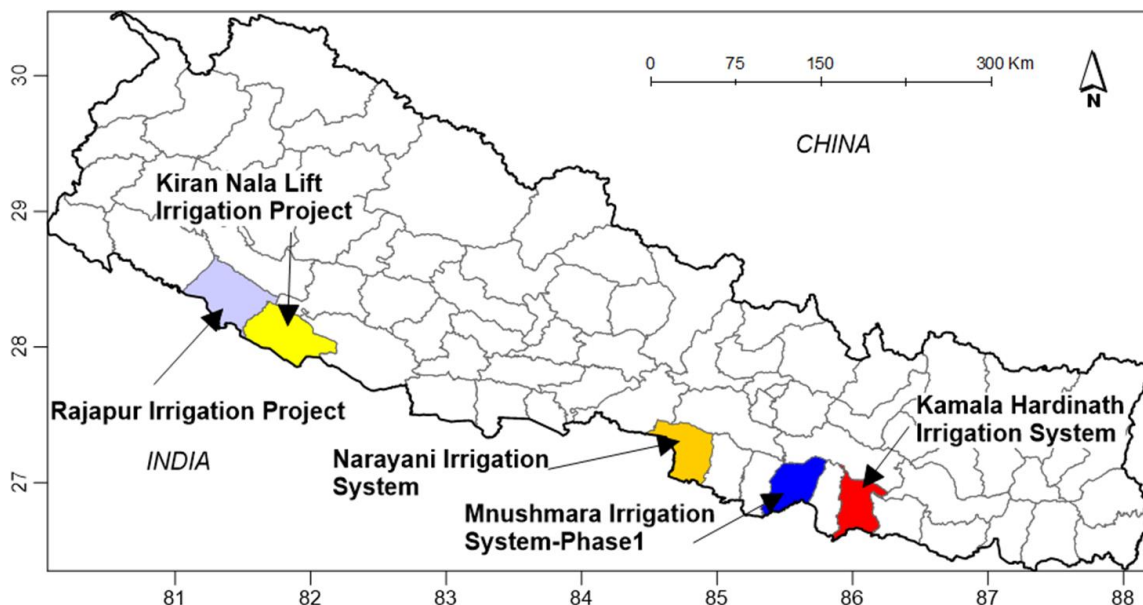 0 75 150 300 Km
N
CHINA
30
29
28
27
Kiran Nala Lift
Irrigation Project
Rajapur Irrigation Project
INDIA
Narayani Irrigation
System
Mnushmara Irrigation
System-Phase1
Kamala Hardinath
Irrigation System
81 82 83 84 85 86 87 88